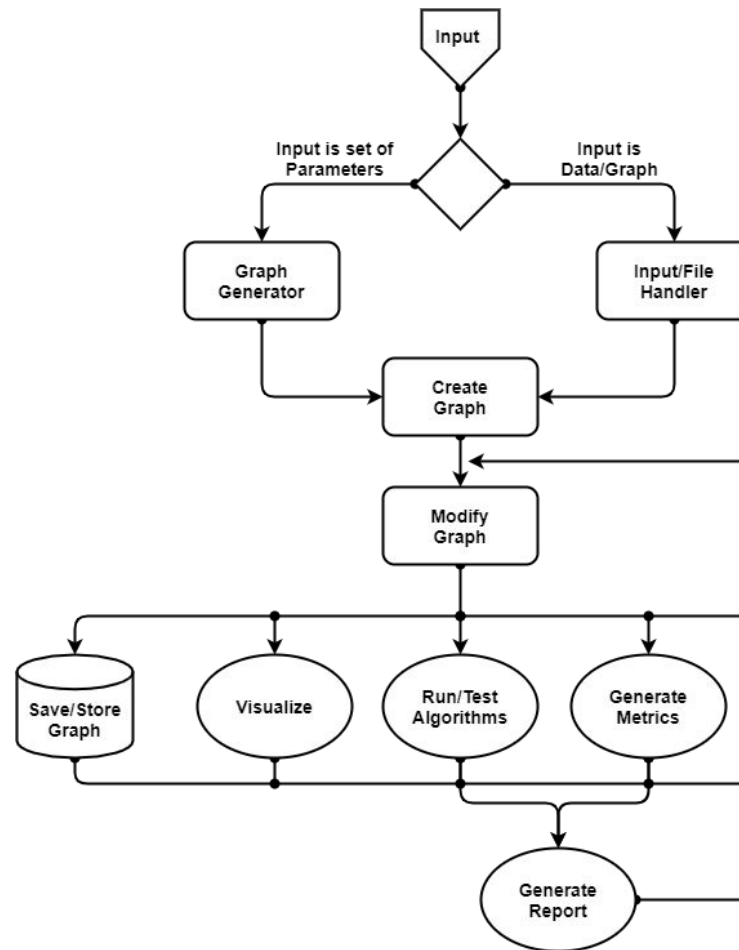 Input
Input is set of
Parameters
Input is
Data/Graph
Graph
Generator
Input/File
Handler
Create
Graph
Modify
Graph
Save/Store
Graph
Visualize
Run/Test
Algorithms
Generate
Metrics
Generate
Report